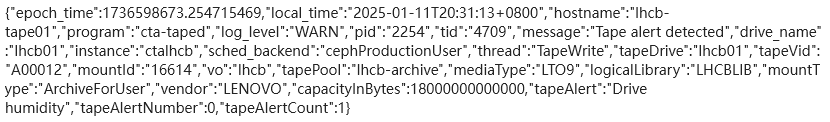 {"epoch_time":1736598673.254715469,"local_time":"2025-01-11T20:31:13+0800","hostname":"lhcb-
tape01","program":"cta-taped","log_level":"WARN","pid":"2254","tid":"4709","message":"Tape alert detected","drive_name"
:"lhcb01","instance":"ctalhcb","sched_backend":"cephProductionUser","thread":"TapeWrite","tapeDrive":"lhcb01","tapeVid":
"A00012","mountId":"16614","vo":"lhcb","tapePool":"lhcb-archive","mediaType":"LTO9","logicalLibrary":"LHCBLIB","mountT
ype":"ArchiveForUser","vendor":"LENOVO","capacityInBytes":18000000000000,"tapeAlert":"Drive
humidity","tapeAlertNumber":0,"tapeAlertCount":1}